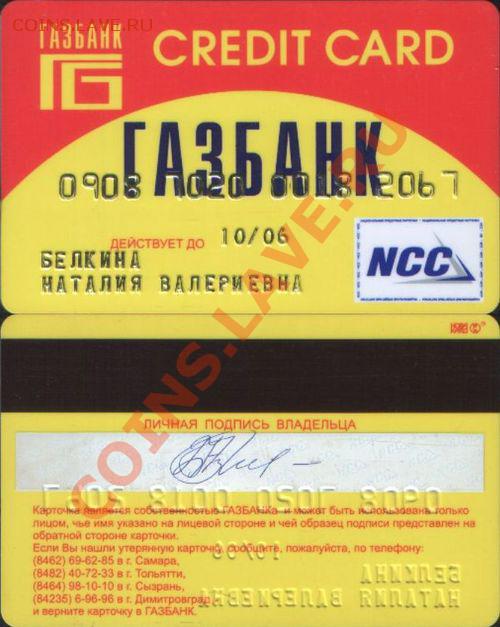 COINS.LAVE.RU
ГАЗБАНК
ГБ
CREDIT CARD
ГАЗБАНК
0908 1020 0018 2067
ДЕЙСТВУЕТ ДО 10/06
БЕЛКИНА
НАТАЛИЯ ВАЛЕРИЕВНА
NCC
COINS.LAVE.RU
ЛИЧНАЯ ПОДПИСЬ ВЛАДЕЛЬЦА
Карточка является собственностью ГАЗБАНКа и может быть использована только
лицом, чье имя указано на лицевой стороне и чей образец подписи представлен на
обратной стороне карточки.
Если Вы нашли утерянную карточку, сообщите, пожалуйста, по телефону:
(8462) 69-62-85 в г. Самара,
(8482) 40-72-33 в г. Тольятти,
(8464) 98-10-10 в г. Сызрань,
(84235) 6-96-96 в г. Димитровград -
и верните карточку в ГАЗБАНК.